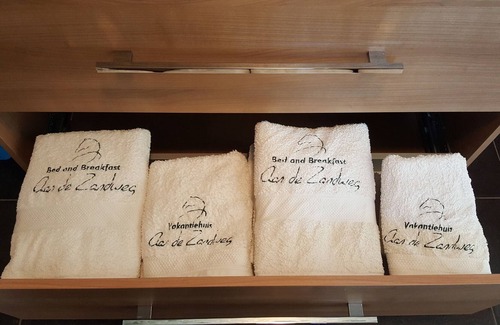 Bed and Breakfast
Aan de Zandweg
Vakantiehuis
Aan de Zandweg
Bed and Breakfast
Aan de Zandweg
Vakantiehuis
Aan de Zandweg